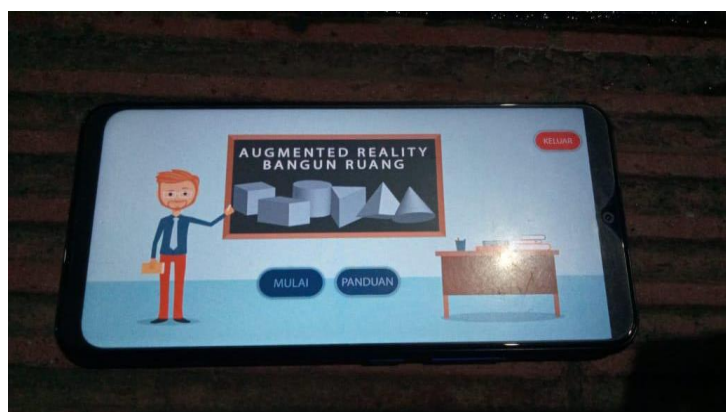 AUGMENTED REALITY
BANGUN RUANG
KELUAR
MULAI
PANDUAN